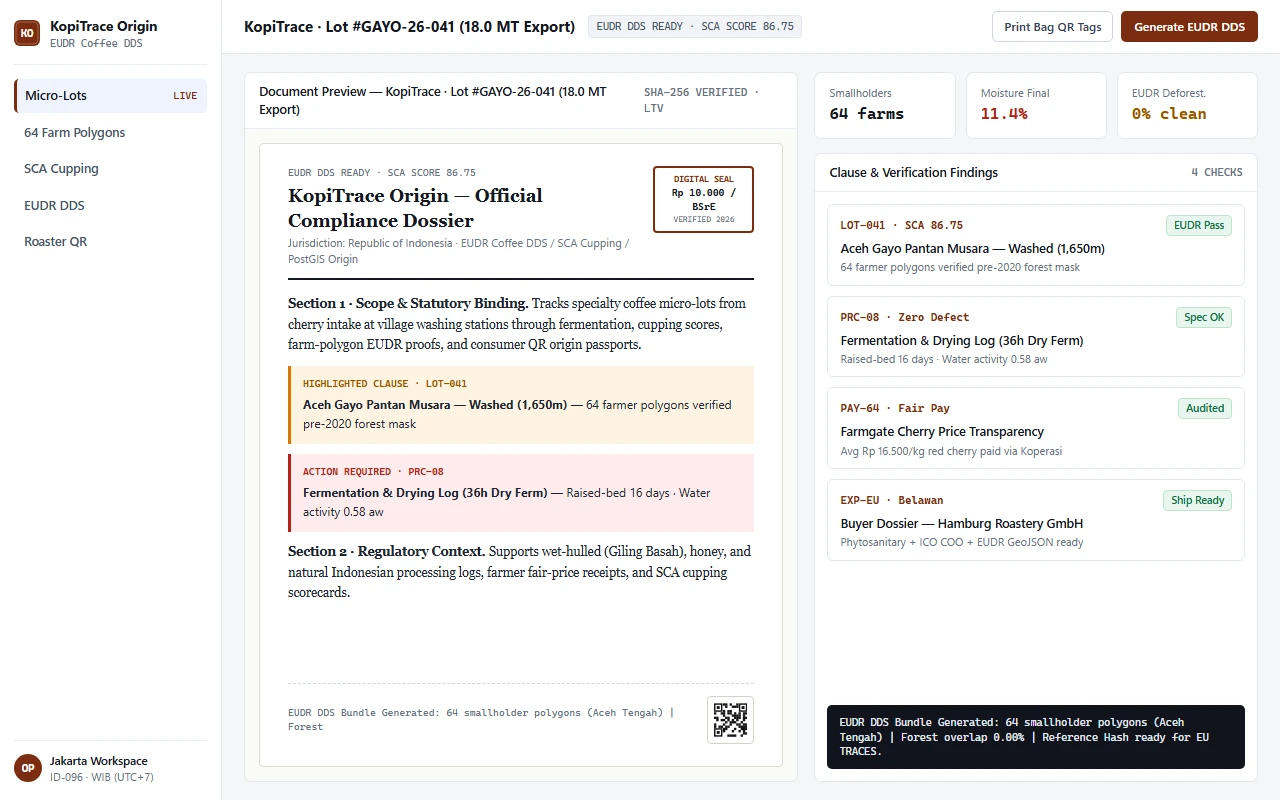 KO
KopiTrace Origin
EUDR Coffee DDS
Micro-Lots
LIVE
64 Farm Polygons
SCA Cupping
EUDR DDS
Roaster QR
OP
Jakarta Workspace
ID-096 · WIB (UTC+7)
KopiTrace · Lot #GAYO-26-041 (18.0 MT Export)
EUDR DDS READY · SCA SCORE 86.75
Print Bag QR Tags
Generate EUDR DDS
Document Preview — KopiTrace · Lot #GAYO-26-041 (18.0 MT
Export)
SHA-256 VERIFIED ·
LTV
EUDR DDS READY · SCA SCORE 86.75
KopiTrace Origin — Official
Compliance Dossier
Jurisdiction: Republic of Indonesia · EUDR Coffee DDS / SCA Cupping /
PostGIS Origin
DIGITAL SEAL
Rp 10.000 /
BSrE
VERIFIED 2026
Section 1 · Scope & Statutory Binding. Tracks specialty coffee micro-lots from
cherry intake at village washing stations through fermentation, cupping scores,
farm-polygon EUDR proofs, and consumer QR origin passports.
HIGHLIGHTED CLAUSE · LOT-041
Aceh Gayo Pantan Musara — Washed (1,650m) — 64 farmer polygons verified
pre-2020 forest mask
ACTION REQUIRED · PRC-08
Fermentation & Drying Log (36h Dry Ferm) — Raised-bed 16 days · Water
activity 0.58 aw
Section 2 · Regulatory Context. Supports wet-hulled (Giling Basah), honey, and
natural Indonesian processing logs, farmer fair-price receipts, and SCA cupping
scorecards.
EUDR DDS Bundle Generated: 64 smallholder polygons (Aceh Tengah) |
Forest
Smallholders
64 farms
Moisture Final
11.4%
EUDR Deforest.
0% clean
Clause & Verification Findings
4 CHECKS
LOT-041 · SCA 86.75
EUDR Pass
Aceh Gayo Pantan Musara — Washed (1,650m)
64 farmer polygons verified pre-2020 forest mask
PRC-08 · Zero Defect
Spec OK
Fermentation & Drying Log (36h Dry Ferm)
Raised-bed 16 days · Water activity 0.58 aw
PAY-64 · Fair Pay
Audited
Farmgate Cherry Price Transparency
Avg Rp 16.500/kg red cherry paid via Koperasi
EXP-EU · Belawan
Ship Ready
Buyer Dossier — Hamburg Roastery GmbH
Phytosanitary + ICO COO + EUDR GeoJSON ready
EUDR DDS Bundle Generated: 64 smallholder polygons (Aceh
Tengah) | Forest overlap 0.00% | Reference Hash ready for EU
TRACES.